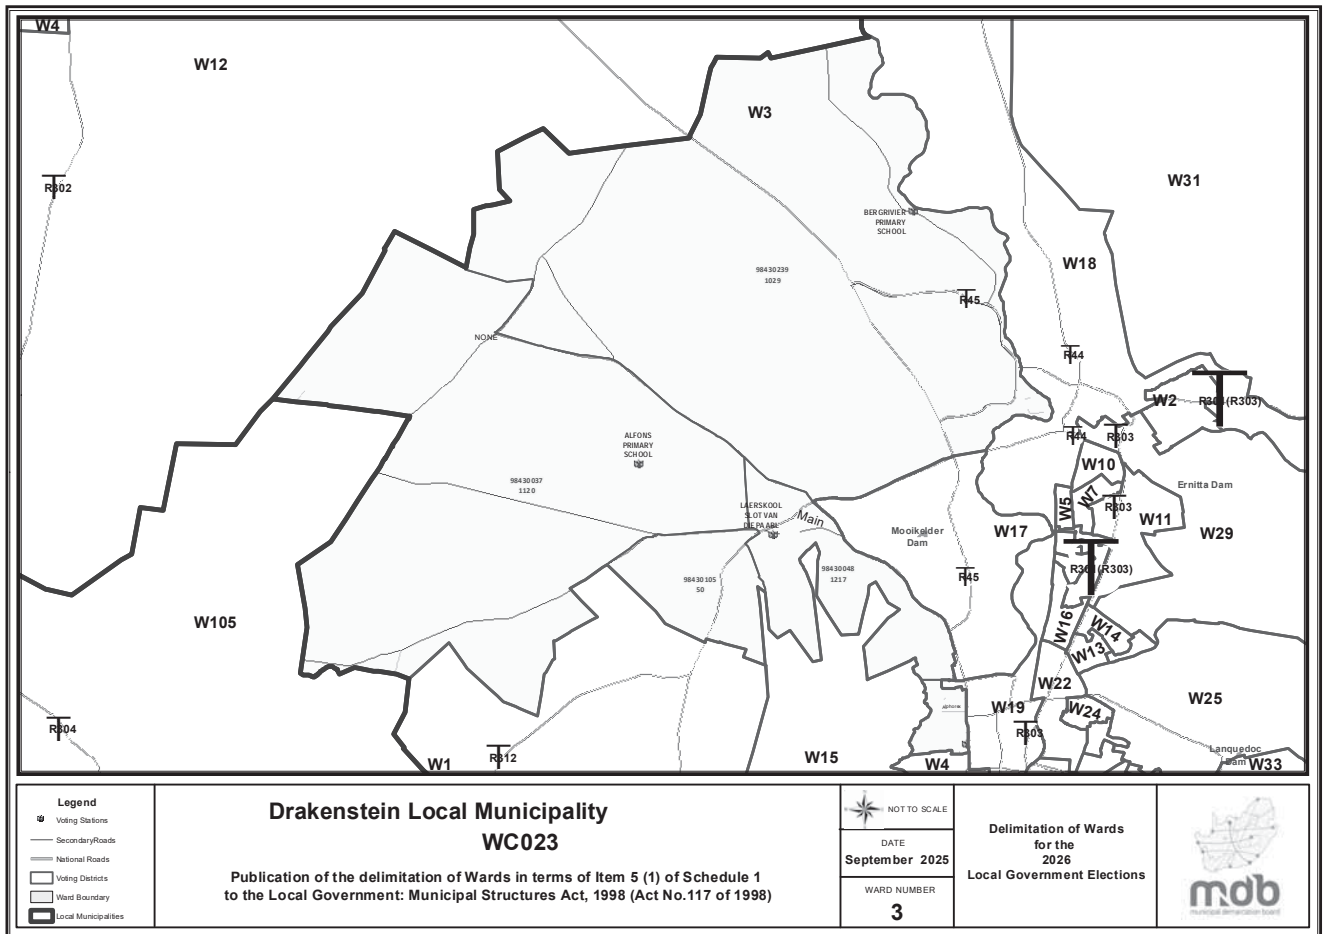 W4
W12
W3
R302
W31
BERGRIVIER
PRIMARY
SCHOOL
W18
98430239
1029
R45
NONE
R44
W2
R301(R303)
R44
R303
ALFONS
PRIMARY
SCHOOL
W10
98430037
1120
Ernitta Dam
W7
W5
R303
LAERSKOOL
SLOT VAN
DIE PAARL
Main
W11
Mooikelder
Dam
W17
W29
98430105
50
98430048
1217
R45
R301(R303)
W105
W16
W14
W13
W22
W25
W19
W24
R304
R303
R312
W1
W15
W4
Lanquedoc
Dam
W33
Legend
Voting Stations
SecondaryRoads
National Roads
Voting Districts
Ward Boundary
Local Municipalities
Drakenstein Local Municipality
WC023
Publication of the delimitation of Wards in terms of Item 5 (1) of Schedule 1
to the Local Government: Municipal Structures Act, 1998 (Act No.117 of 1998)
NOT TO SCALE
DATE
September 2025
WARD NUMBER
3
Delimitation of Wards
for the
2026
Local Government Elections
mdb
municipal demarcation board